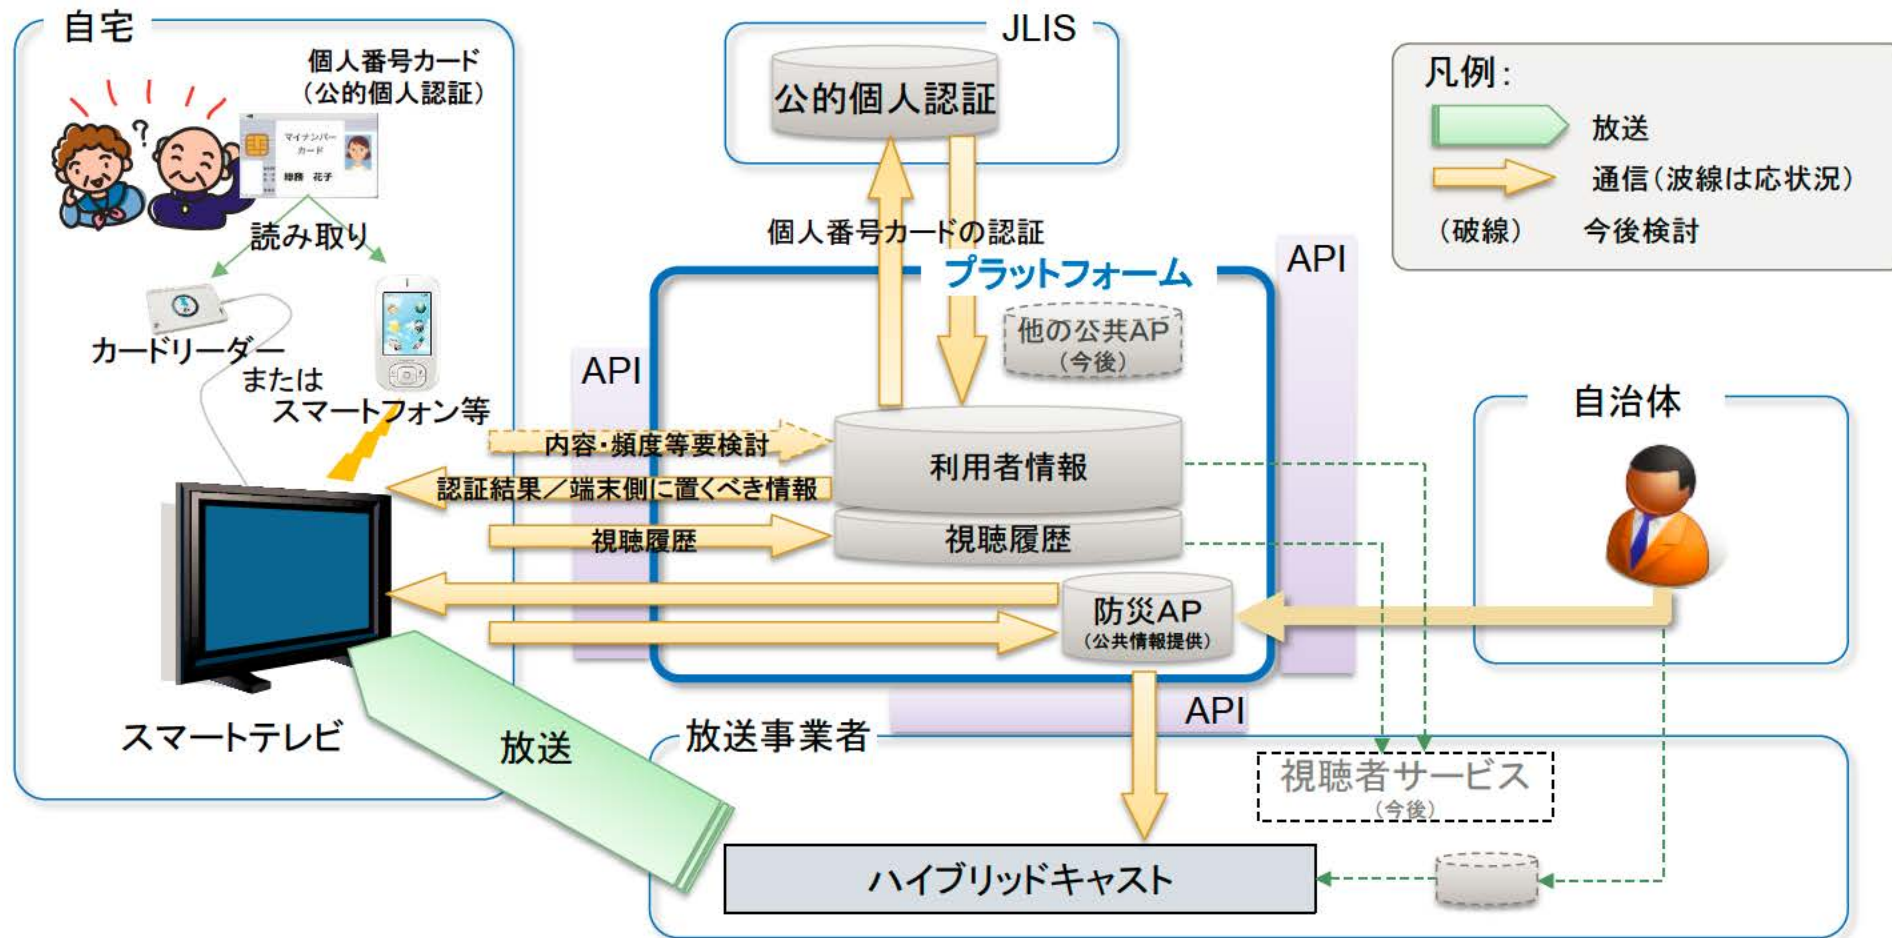 自宅
個人番号カード
(公的個人認証)
?
マイナンバー
カード
総務 花子
読み取り
カードリーダー
または
スマートフォン等
スマートテレビ
放送
JLIS
公的個人認証
個人番号カードの認証
プラットフォーム
他の公共AP
(今後)
API
API
API
内容・頻度等要検討
認証結果/端末側に置くべき情報
視聴履歴
利用者情報
視聴履歴
防災AP
(公共情報提供)
自治体
放送事業者
視聴者サービス
(今後)
ハイブリッドキャスト
凡例:
放送
通信(波線は応状況)
(破線) 今後検討